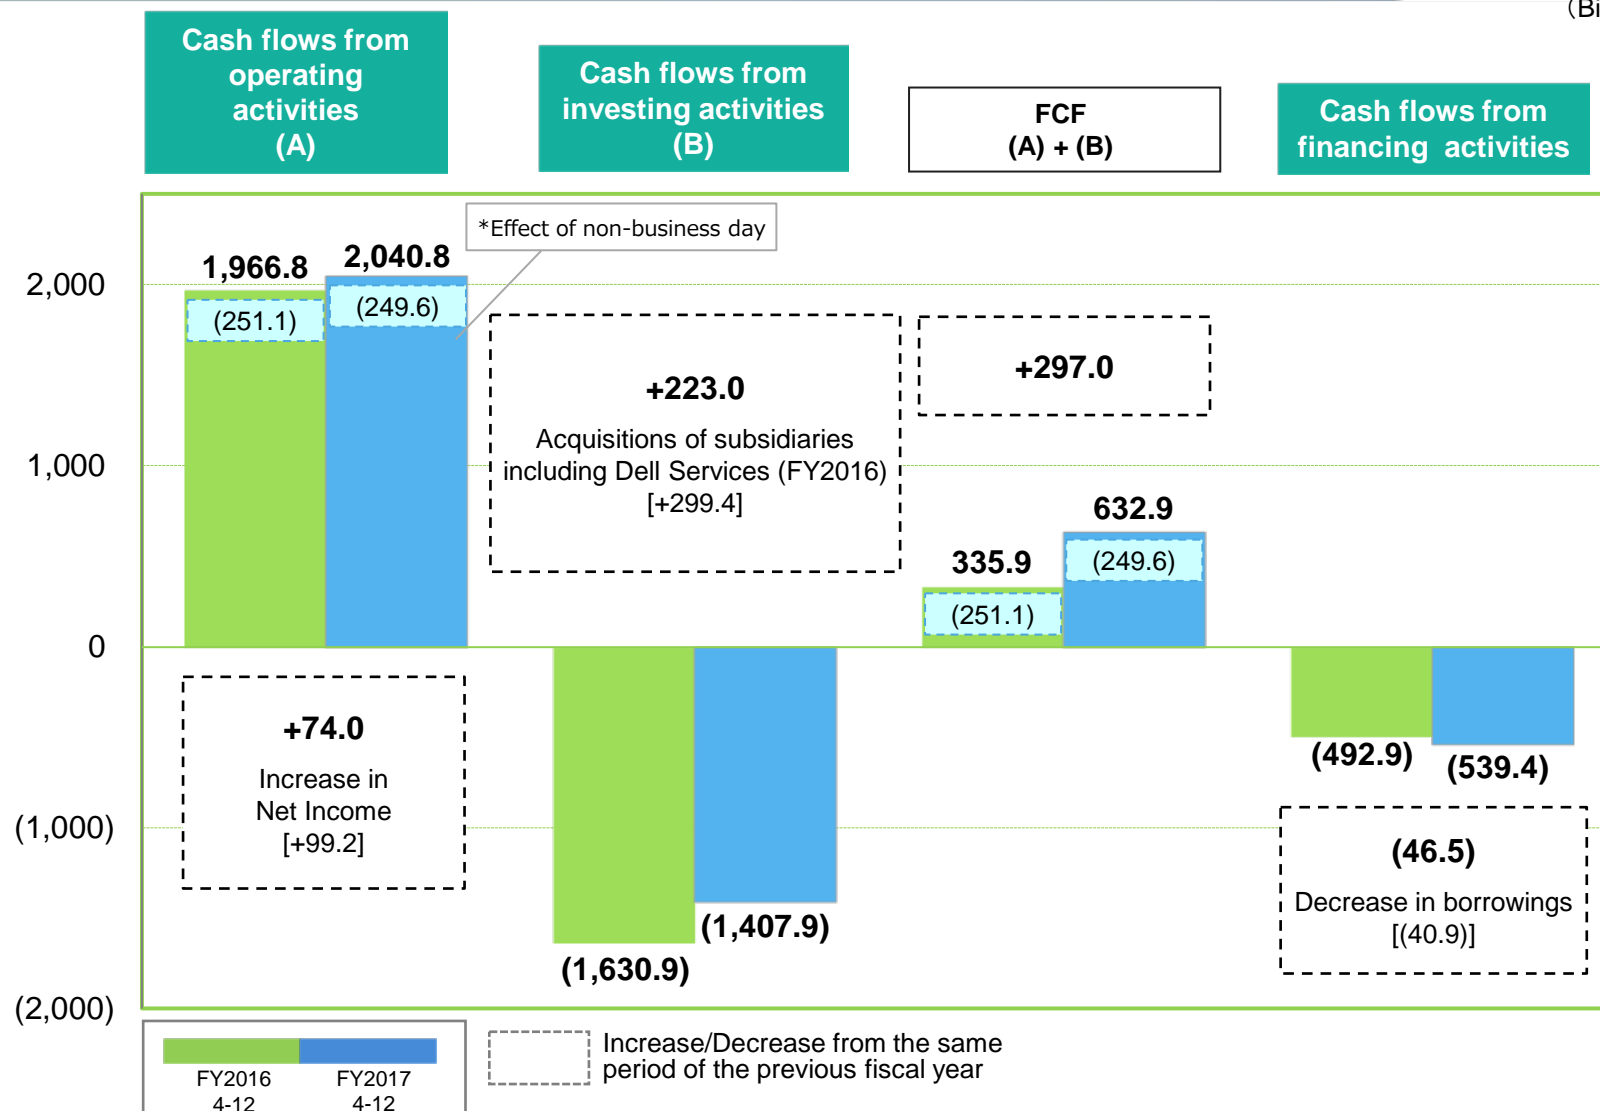 (Bi
Cash flows from
operating
activities
(A)
Cash flows from
investing activities
(B)
FCF
(A) + (B)
Cash flows from
financing activities
*Effect of non-business day
2,000
1,000
0
(1,000)
(2,000)
1,966.8
2,040.8
(251.1)
(249.6)
+74.0
Increase in
Net Income
[+99.2]
+223.0
Acquisitions of subsidiaries
including Dell Services (FY2016)
[+299.4]
(1,630.9)
(1,407.9)
+297.0
335.9
632.9
(251.1)
(249.6)
(492.9)
(539.4)
(46.5)
Decrease in borrowings
[(40.9)]
FY2016
4-12
FY2017
4-12
Increase/Decrease from the same
period of the previous fiscal year